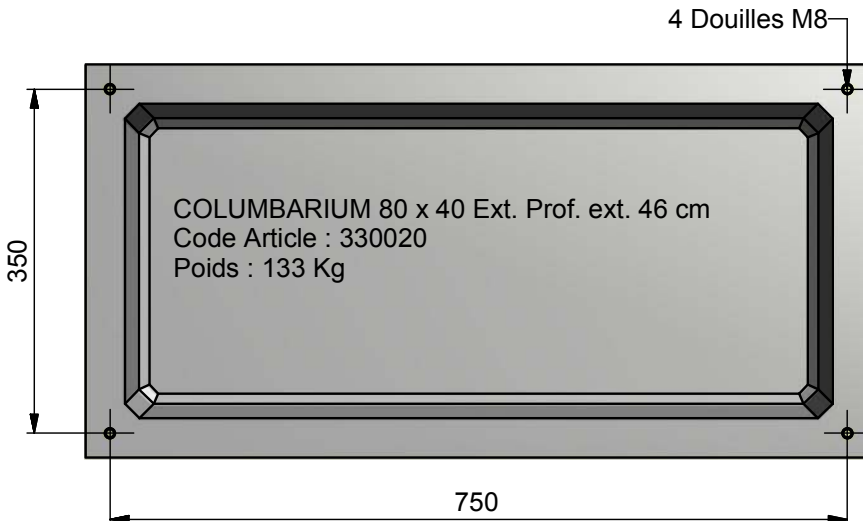 4 Douilles M8
COLUMBARIUM 80 x 40 Ext. Prof. ext. 46 cm
Code Article : 330020
Poids : 133 Kg
350
750